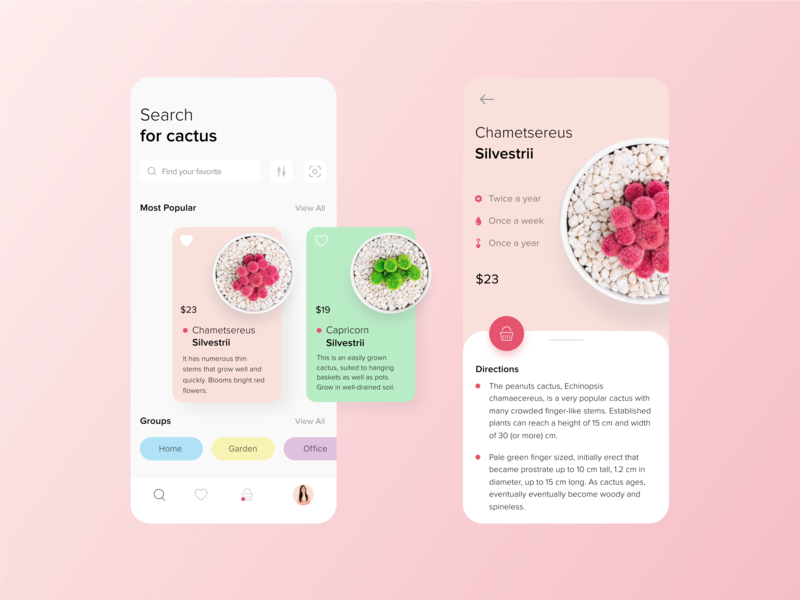 Search
for cactus
Find your favorite
Most Popular
View All
$23
Chametsereus
Silvestrii
It has numerous thin
stems that grow well and
quickly. Blooms bright red
flowers.
$19
Capricorn
Silvestrii
This is an easily grown
cactus, suited to hanging
baskets as well as pots.
Grow in well-drained soil.
Groups
View All
Home
Garden
Office
Chametsereus
Silvestrii
Twice a year
Once a week
Once a year
$23
Directions
The peanuts cactus, Echinopsis
chamaecereus, is a very popular cactus with
many crowded finger-like stems. Established
plants can reach a height of 15 cm and width
of 30 (or more) cm.
Pale green finger sized, initially erect that
became prostrate up to 10 cm tall, 1.2 cm in
diameter, up to 15 cm long. As cactus ages,
eventually eventually become woody and
spineless.